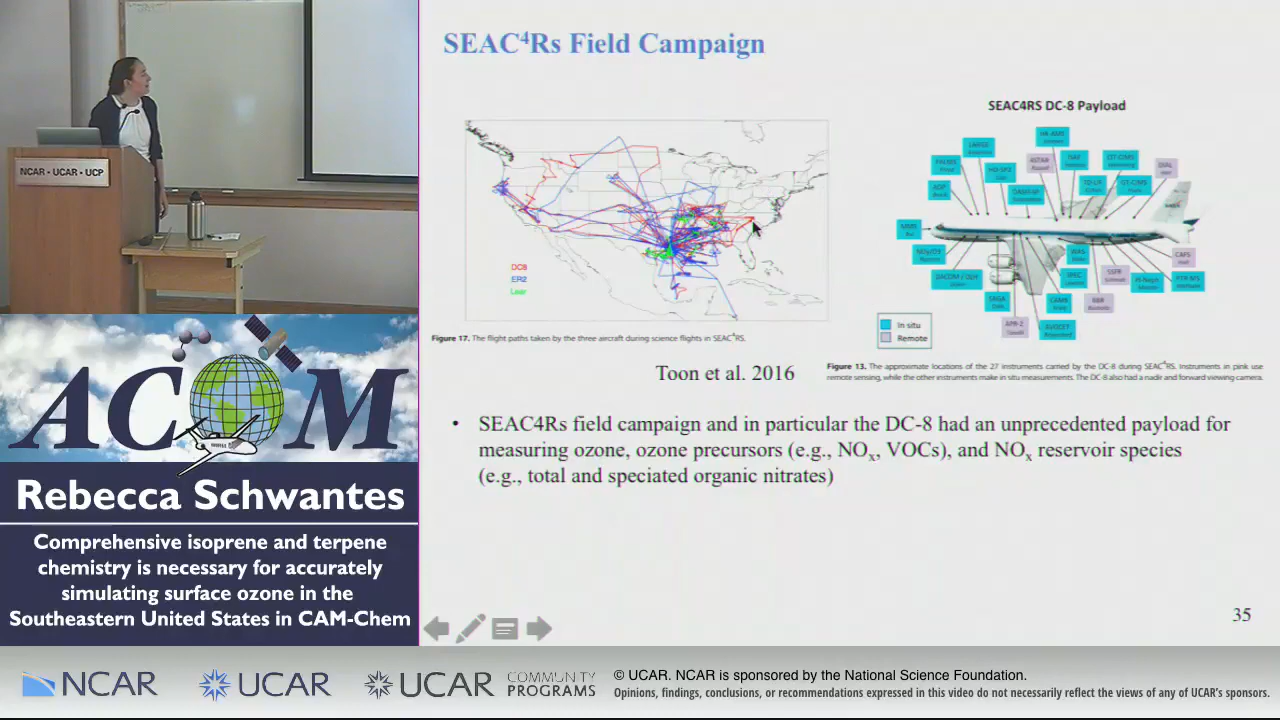 SEAC⁴Rs Field Campaign
NCAR • UCAR • UCP
DC8
ER2
Lear
Figure 17. The flight paths taken by the three aircraft during science flights in SEAC⁴RS.
SEAC4RS DC-8 Payload
In situ
Remote
Figure 13. The approximate locations of the 27 instruments carried by the DC-8 during SEAC⁴RS. Instruments in pink use
remote sensing, while the other instruments make in situ measurements. The DC-8 also had a nadir and forward viewing camera.
Toon et al. 2016
• SEAC4Rs field campaign and in particular the DC-8 had an unprecedented payload for
measuring ozone, ozone precursors (e.g., NOₓ, VOCs), and NOₓ reservoir species
(e.g., total and speciated organic nitrates)
35
ACOM
Rebecca Schwantes
Comprehensive isoprene and terpene
chemistry is necessary for accurately
simulating surface ozone in the
Southeastern United States in CAM-Chem
NCAR
UCAR
UCAR
COMMUNITY
PROGRAMS
© UCAR. NCAR is sponsored by the National Science Foundation.
Opinions, findings, conclusions, or recommendations expressed in this video do not necessarily reflect the views of any of UCAR's sponsors.